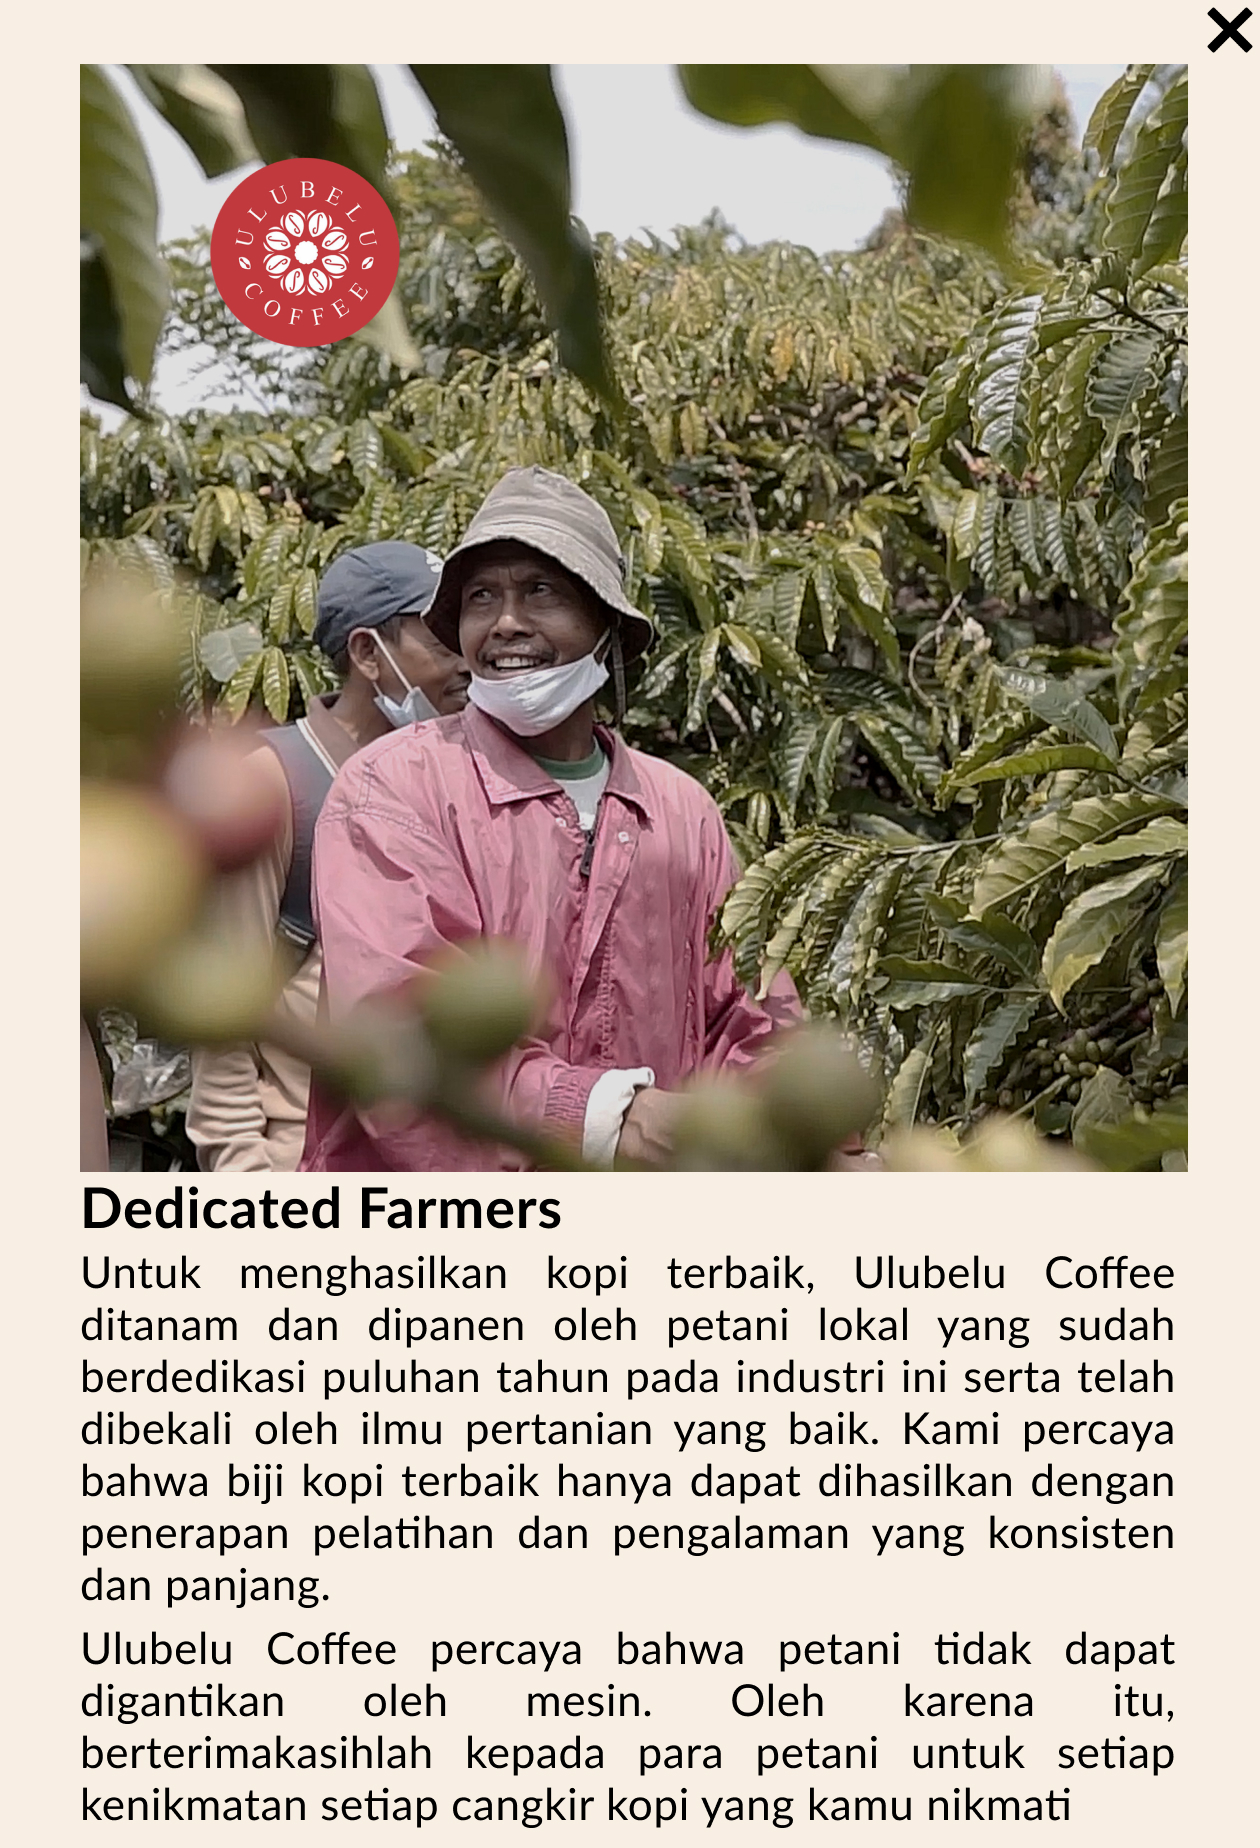 ULUBELU
COFFEE
Dedicated Farmers
Untuk menghasilkan kopi terbaik, Ulubelu Coffee
ditanam dan dipanen oleh petani lokal yang sudah
berdedikasi puluhan tahun pada industri ini serta telah
dibekali oleh ilmu pertanian yang baik. Kami percaya
bahwa biji kopi terbaik hanya dapat dihasilkan dengan
penerapan pelatihan dan pengalaman yang konsisten
dan panjang.
Ulubelu Coffee percaya bahwa petani tidak dapat
digantikan oleh mesin. Oleh karena itu,
berterimakasihlah kepada para petani untuk setiap
kenikmatan setiap cangkir kopi yang kamu nikmati